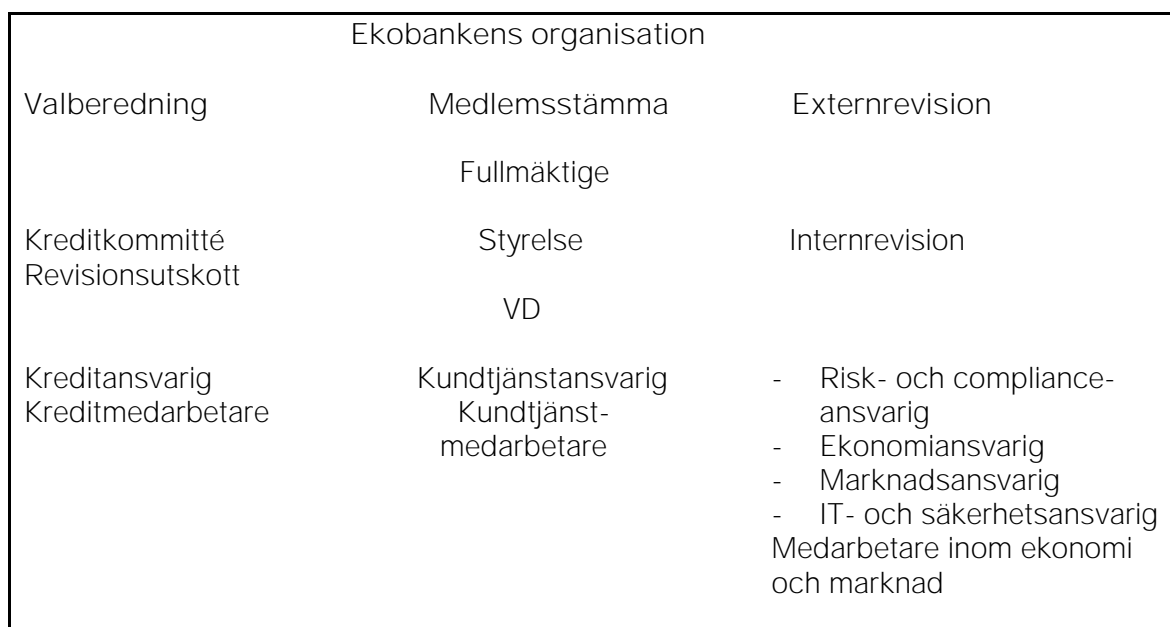 Ekobankens organisation
Valberedning Medlemsstämma Externrevision
Fullmäktige
Kreditkommitté Styrelse Internrevision
Revisionsutskott
VD
Kreditansvarig Kundtjänstansvarig - Risk- och compliance-
Kreditmedarbetare Kundtjänst- ansvarig
medarbetare - Ekonomiansvarig
- Marknadsansvarig
- IT- och säkerhetsansvarig
Medarbetare inom ekonomi
och marknad